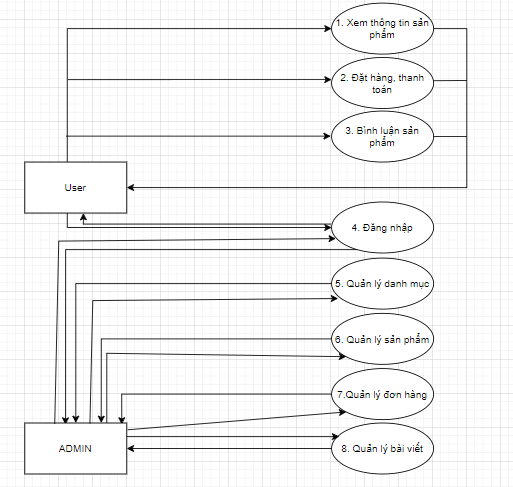 1. Xem thông tin sản
phẩm
2. Đặt hàng, thanh
toán
3. Bình luận sản
phẩm
User
4. Đăng nhập
5. Quản lý danh mục
6. Quản lý sản phẩm
7.Quản lý đơn hàng
ADMIN
8. Quản lý bài viết